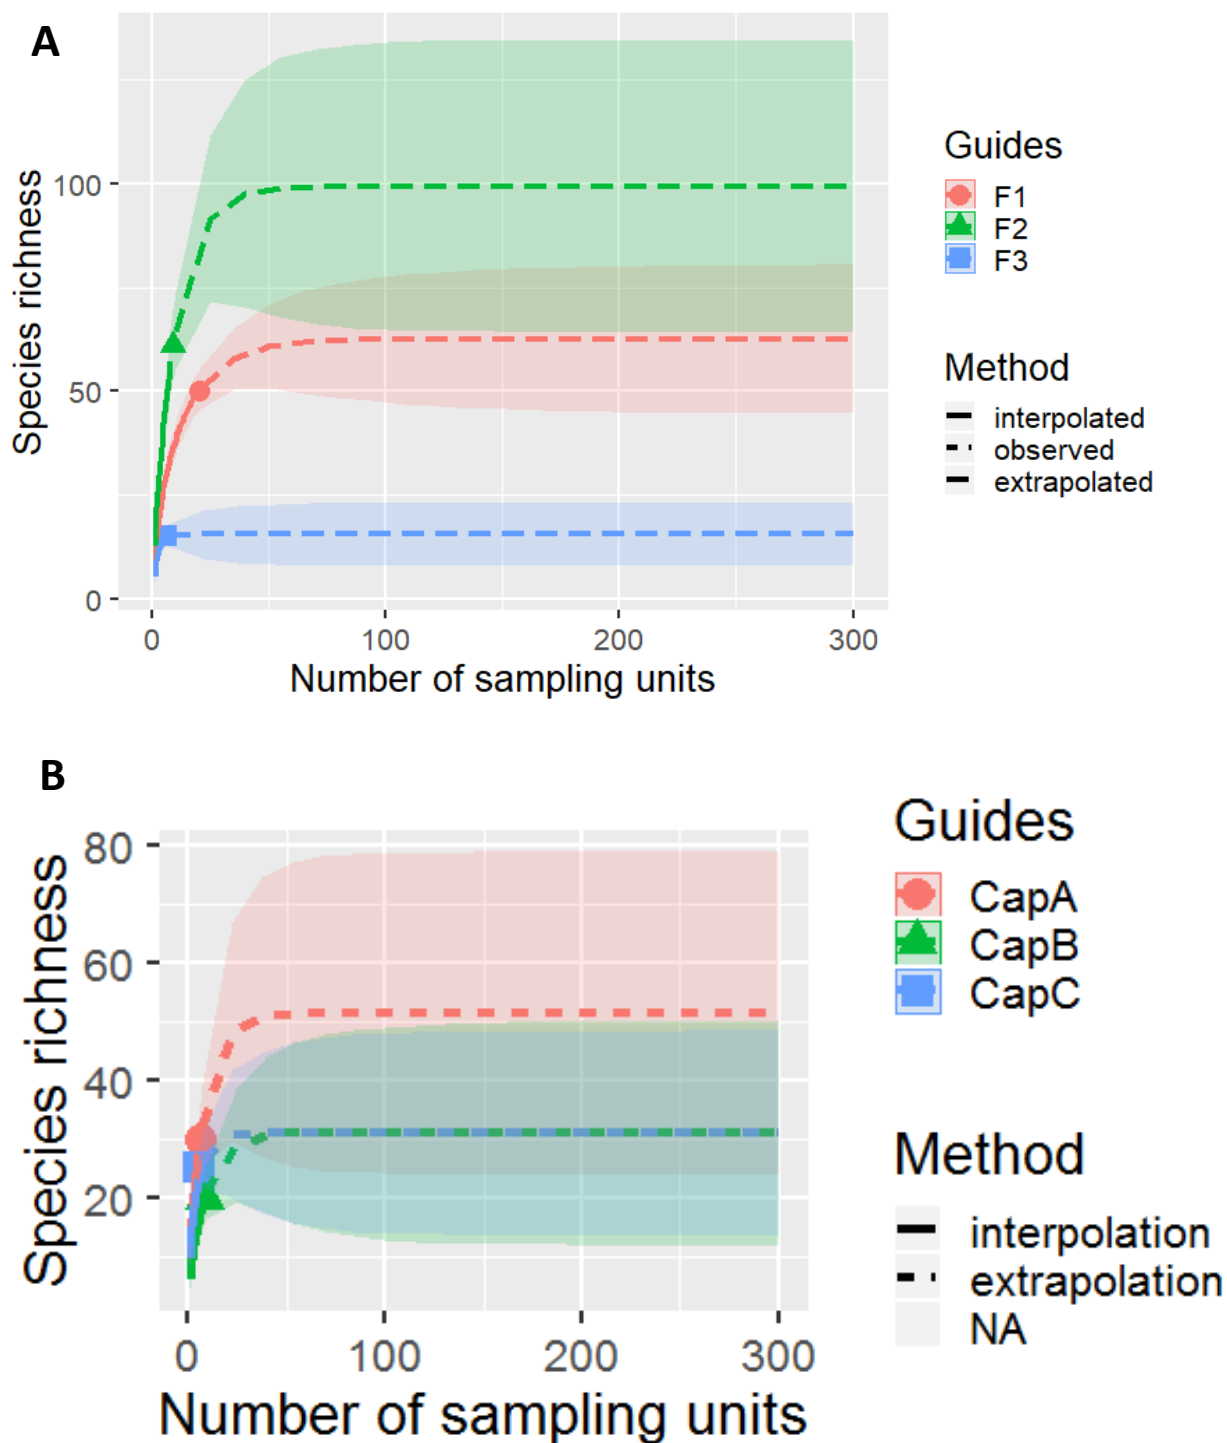 A
Species richness
100
50
0
0 100 200 300
Number of sampling units
Guides
F1
F2
F3
Method
interpolated
observed
extrapolated
B
Species richness
80
60
40
20
0 100 200 300
Number of sampling units
Guides
CapA
CapB
CapC
Method
interpolation
extrapolation
NA